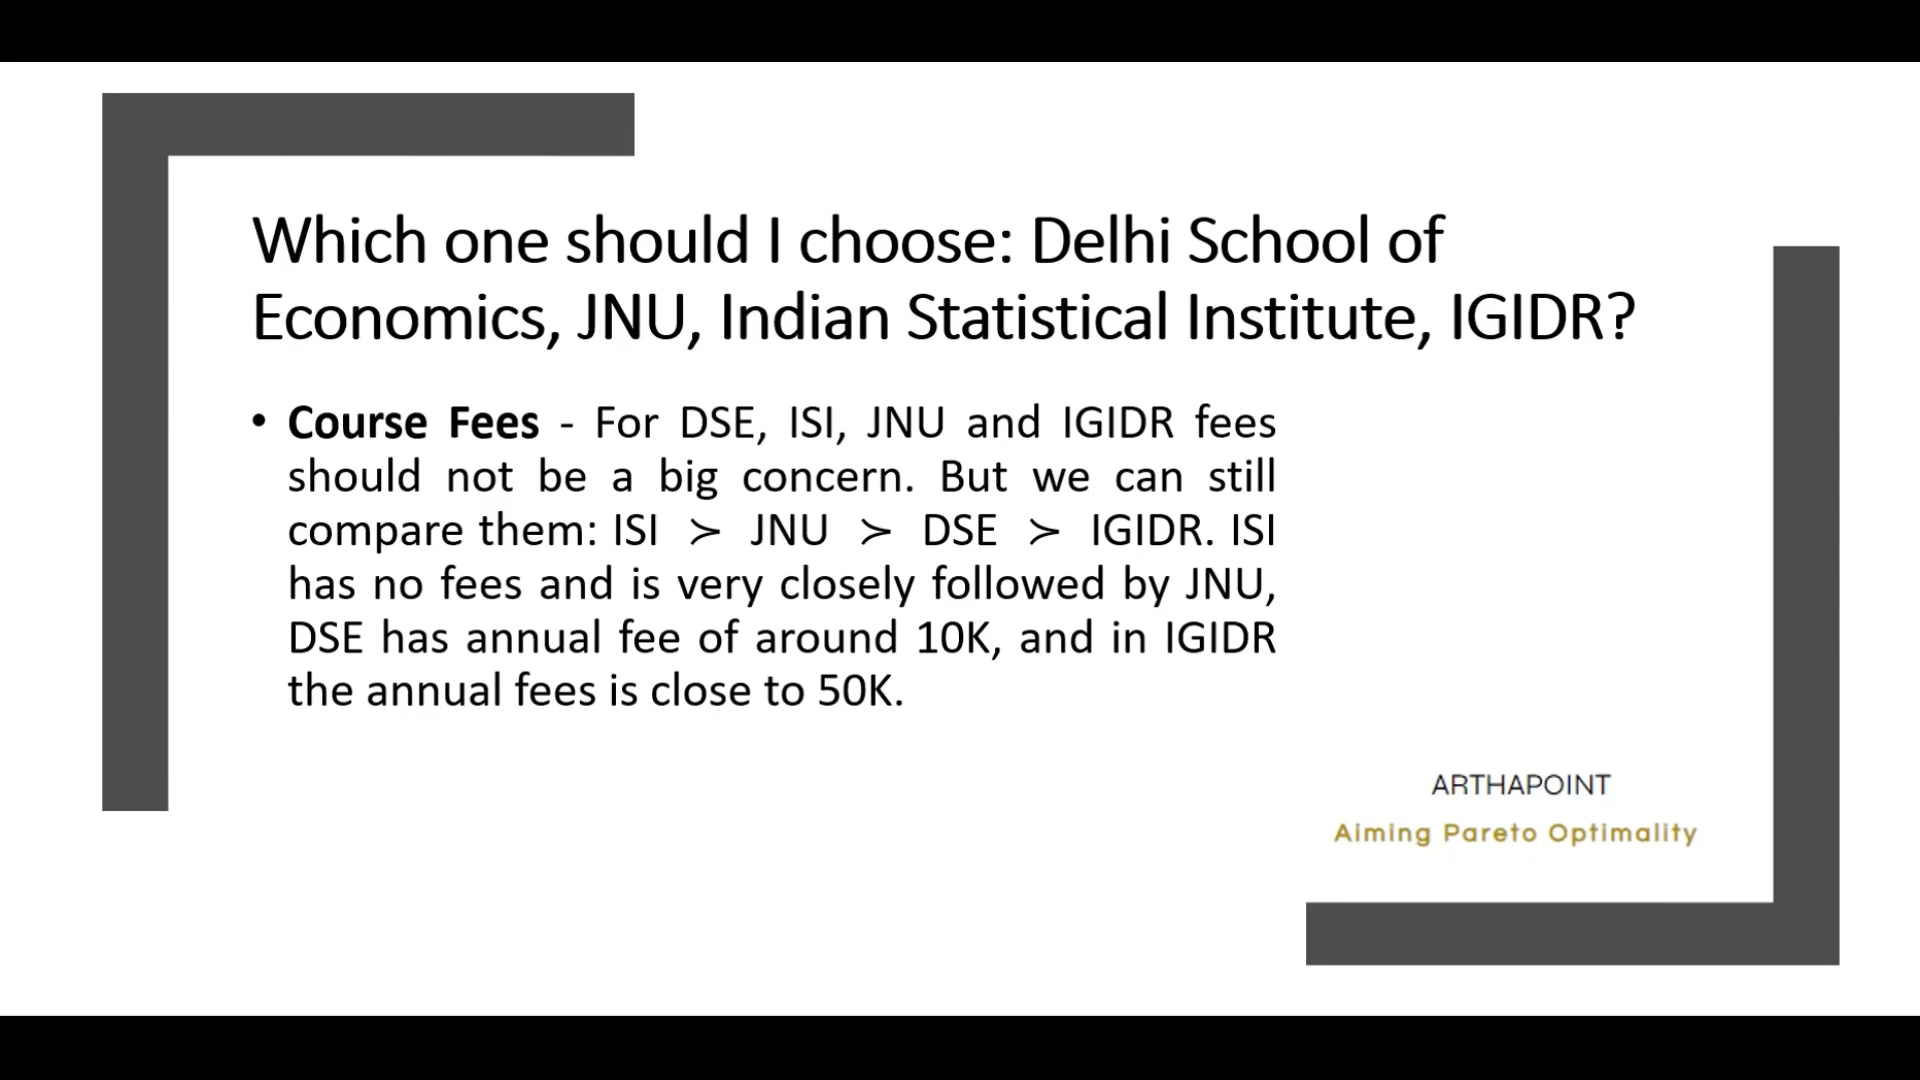 Which one should I choose: Delhi School of
Economics, JNU, Indian Statistical Institute, IGIDR?
• Course Fees - For DSE, ISI, JNU and IGIDR fees
should not be a big concern. But we can still
compare them: ISI ≻ JNU ≻ DSE ≻ IGIDR. ISI
has no fees and is very closely followed by JNU,
DSE has annual fee of around 10K, and in IGIDR
the annual fees is close to 50K.
ARTHAPOINT
Aiming Pareto Optimality